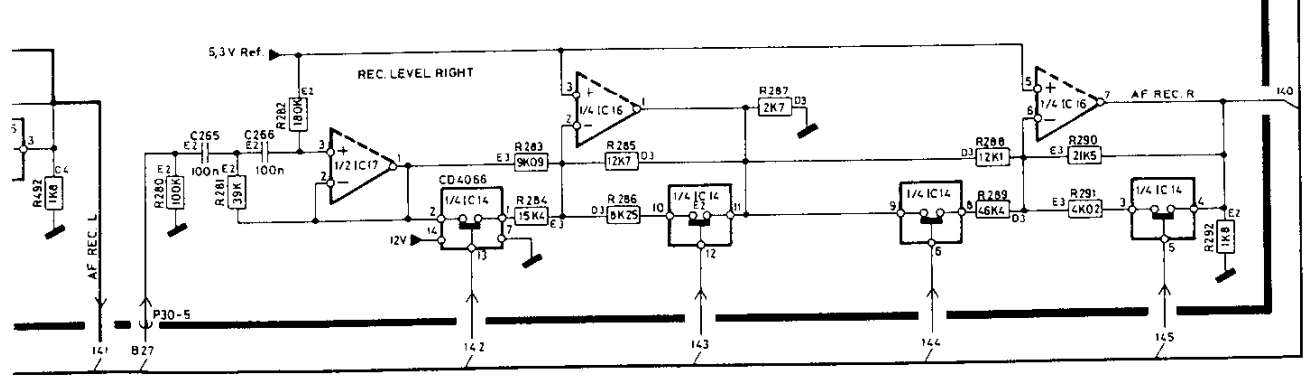 5,3V Ref.
REC. LEVEL RIGHT
R282
E2
180K
3
+
1/4 IC16
1
2
−
R287
2K7
D3
5
+
1/4 IC16
7
6
−
AF REC. R
140
3
C4
R492
1K8
C265
E2
100n
C266
E2
100n
E2
R280
100K
E2
R281
39K
3
+
1/2 IC17
1
2
−
R283
E3
9K09
R285
12K7
D3
R288
D3
12K1
R290
E3
21K5
CD4066
1/4 IC14
2
1
14
7
13
12V
R284
15K4
E3
R286
D3
8K25
1/4 IC14
E2
10
11
12
1/4 IC14
9
8
6
R289
46K4
D3
R291
E3
4K02
1/4 IC14
3
4
5
E2
R292
1K8
AF REC. L
P30-5
141
B27
142
143
144
145